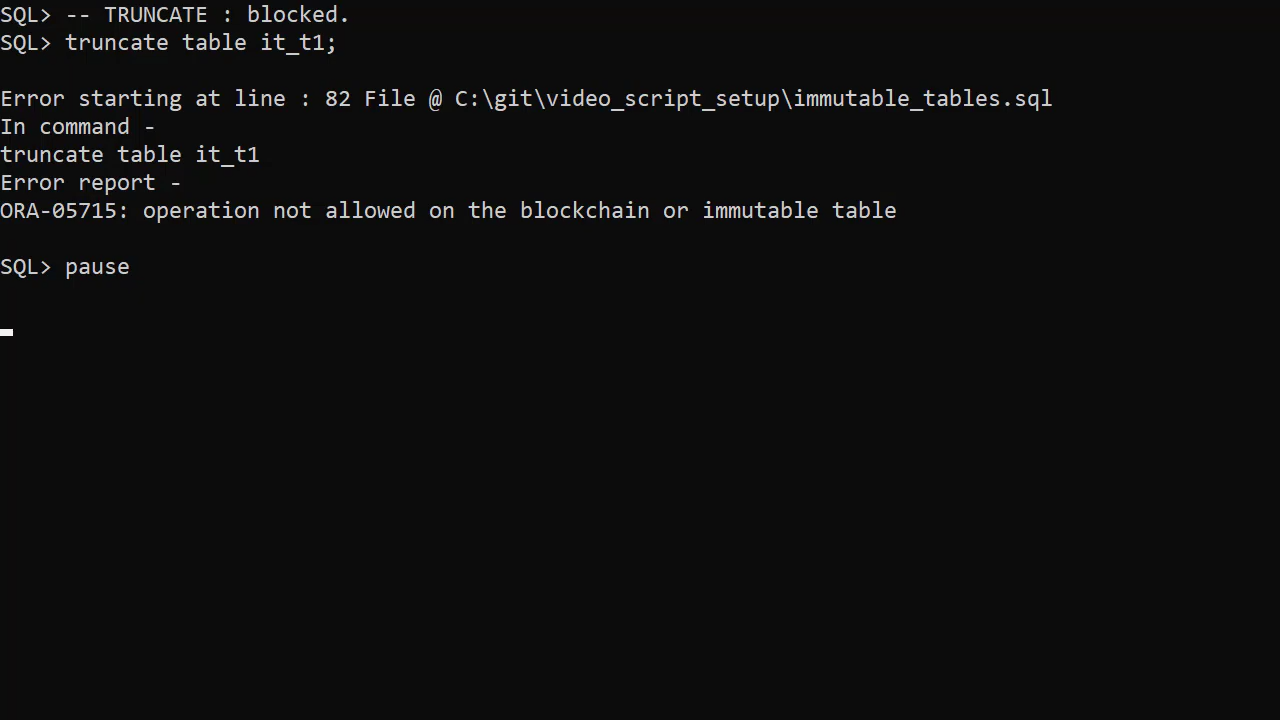 SQL> -- TRUNCATE : blocked.
SQL> truncate table it_t1;
Error starting at line : 82 File @ C:\git\video_script_setup\immutable_tables.sql
In command -
truncate table it_t1
Error report -
ORA-05715: operation not allowed on the blockchain or immutable table
SQL> pause